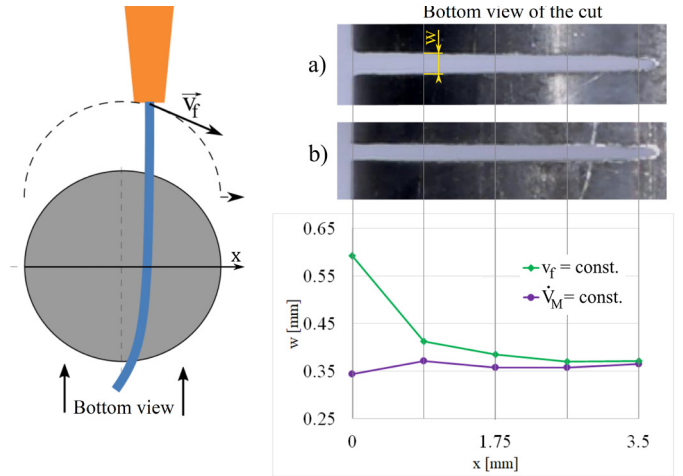 Bottom view of the cut
v⃗f
a)
w
b)
x
Bottom view
0.65
0.55
0.45
0.35
0.25
w [mm]
vf = const.
V̇M= const.
0
1.75
3.5
x [mm]